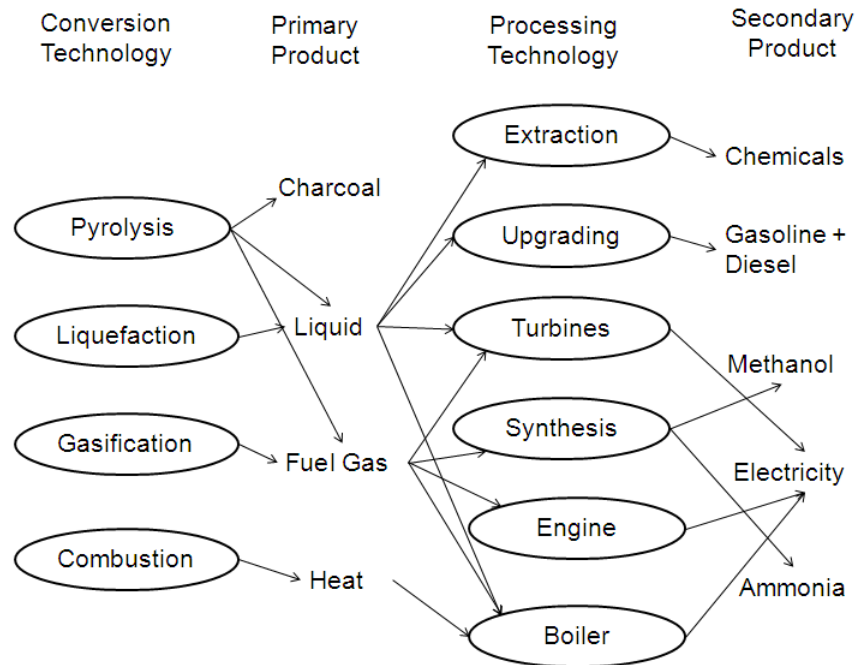 Conversion
Technology
Primary
Product
Processing
Technology
Secondary
Product
Pyrolysis
Liquefaction
Gasification
Combustion
Charcoal
Liquid
Fuel Gas
Heat
Extraction
Upgrading
Turbines
Synthesis
Engine
Boiler
Chemicals
Gasoline +
Diesel
Methanol
Electricity
Ammonia